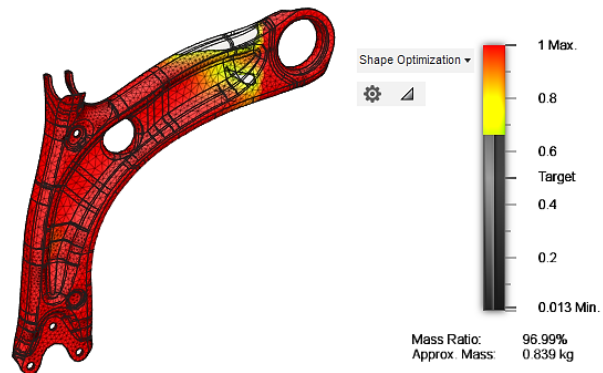 Shape Optimization
1 Max.
0.8
0.6
Target
0.4
0.2
0.013 Min.
Mass Ratio: 96.99%
Approx. Mass: 0.839 kg